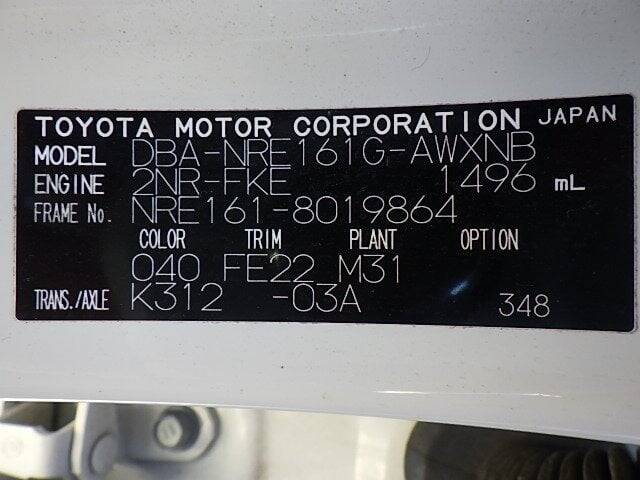 TOYOTA MOTOR CORPORATION JAPAN
MODEL DBA-NRE161G-AWXNB
ENGINE 2NR-FKE 1496 mL
FRAME No. NRE161-8019864
COLOR TRIM PLANT OPTION
040 FE22 M31
TRANS./AXLE K312 -03A 348